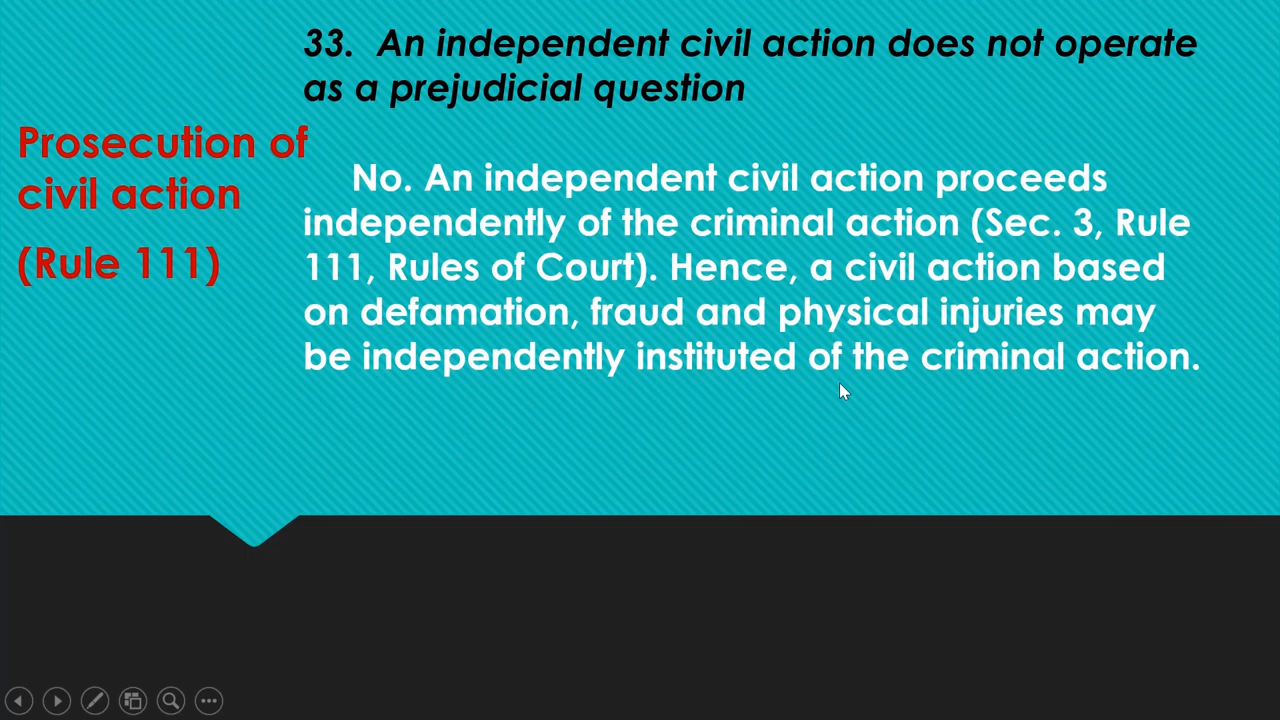 33. An independent civil action does not operate
as a prejudicial question
Prosecution of
civil action
(Rule 111)
No. An independent civil action proceeds
independently of the criminal action (Sec. 3, Rule
111, Rules of Court). Hence, a civil action based
on defamation, fraud and physical injuries may
be independently instituted of the criminal action.